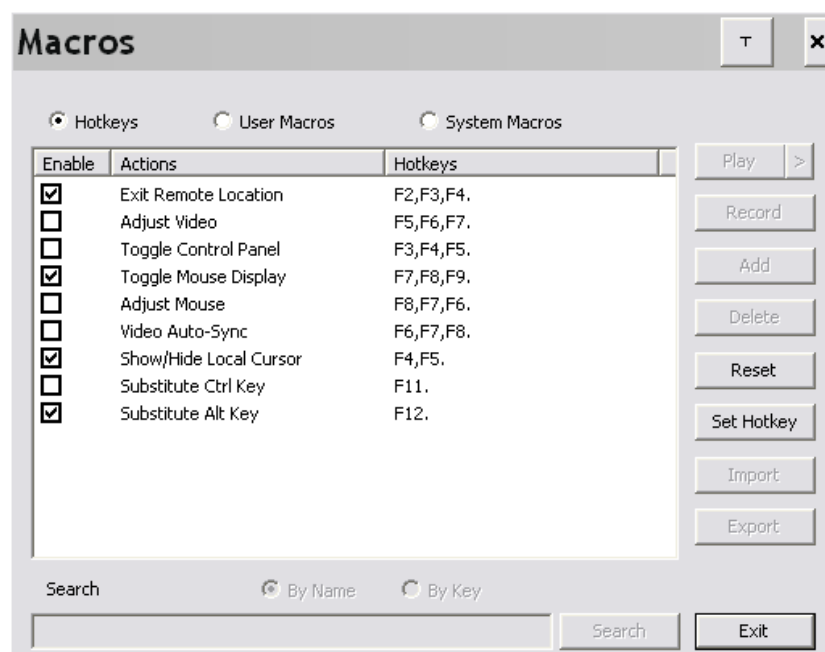 Macros
T
×
Hotkeys User Macros System Macros
Enable Actions Hotkeys
Exit Remote Location F2,F3,F4.
Adjust Video F5,F6,F7.
Toggle Control Panel F3,F4,F5.
Toggle Mouse Display F7,F8,F9.
Adjust Mouse F8,F7,F6.
Video Auto-Sync F6,F7,F8.
Show/Hide Local Cursor F4,F5.
Substitute Ctrl Key F11.
Substitute Alt Key F12.
Play >
Record
Add
Delete
Reset
Set Hotkey
Import
Export
Search By Name By Key
Search Exit